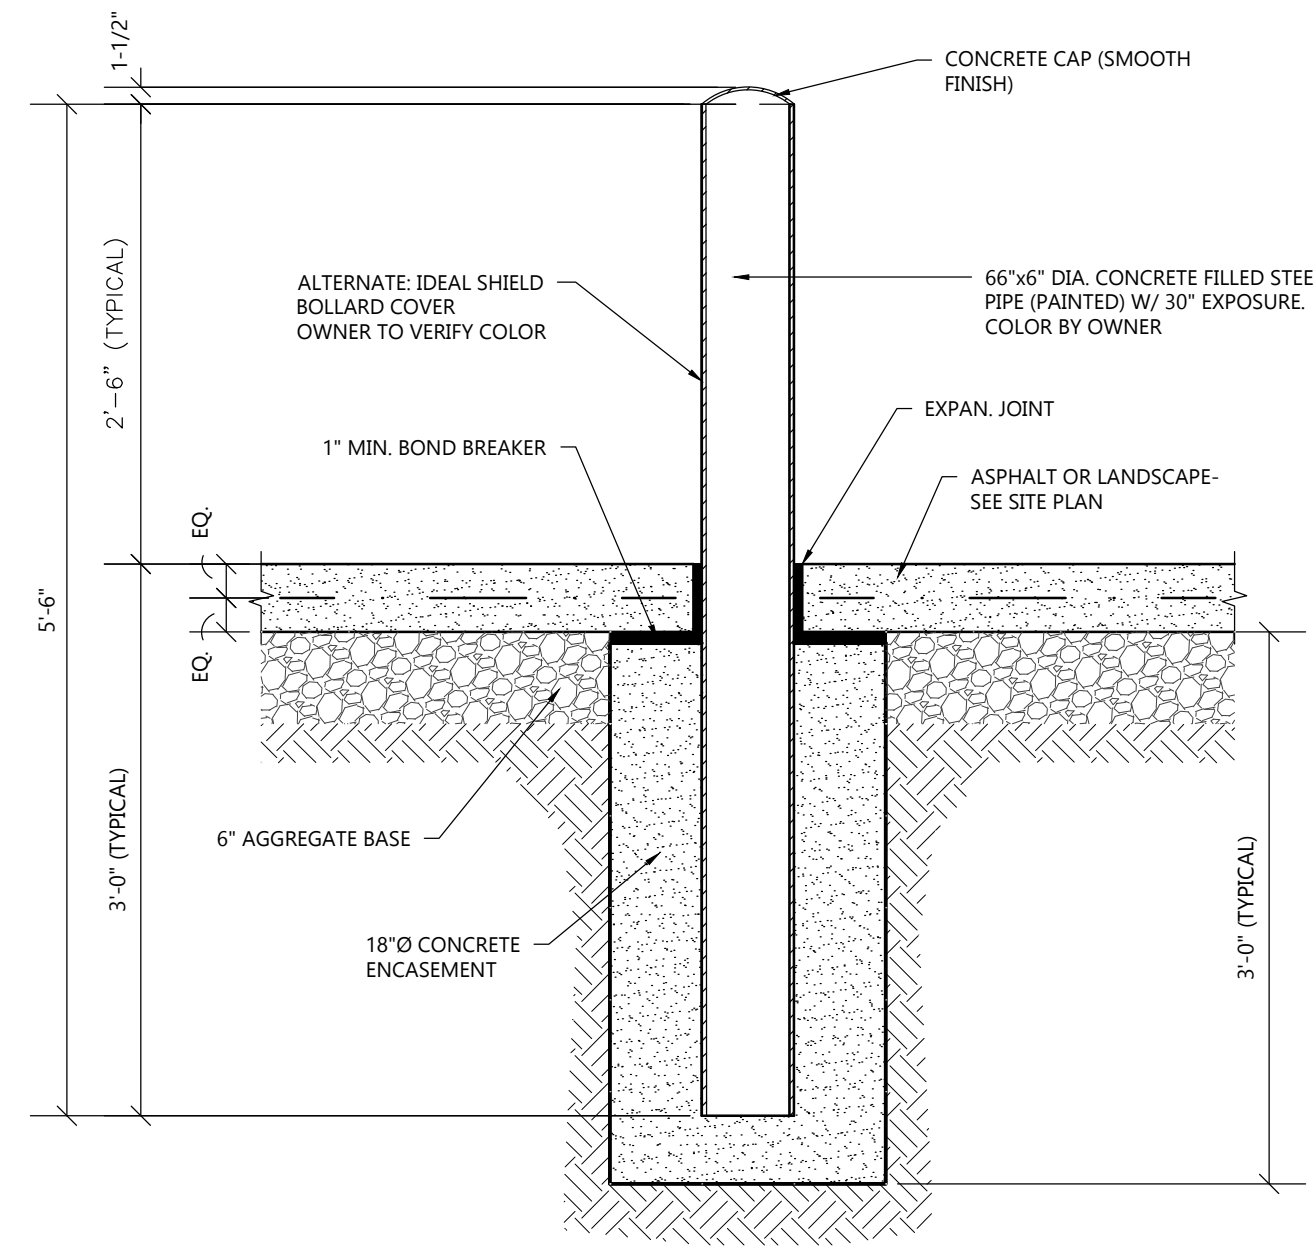 1-1/2"
CONCRETE CAP (SMOOTH
FINISH)
2'-6" (TYPICAL)
ALTERNATE: IDEAL SHIELD
BOLLARD COVER
OWNER TO VERIFY COLOR
66"x6" DIA. CONCRETE FILLED STEE
PIPE (PAINTED) W/ 30" EXPOSURE.
COLOR BY OWNER
EXPAN. JOINT
1" MIN. BOND BREAKER
ASPHALT OR LANDSCAPE-
SEE SITE PLAN
EQ.
5'-6"
EQ.
3'-0" (TYPICAL)
6" AGGREGATE BASE
3'-0" (TYPICAL)
18"Ø CONCRETE
ENCASEMENT